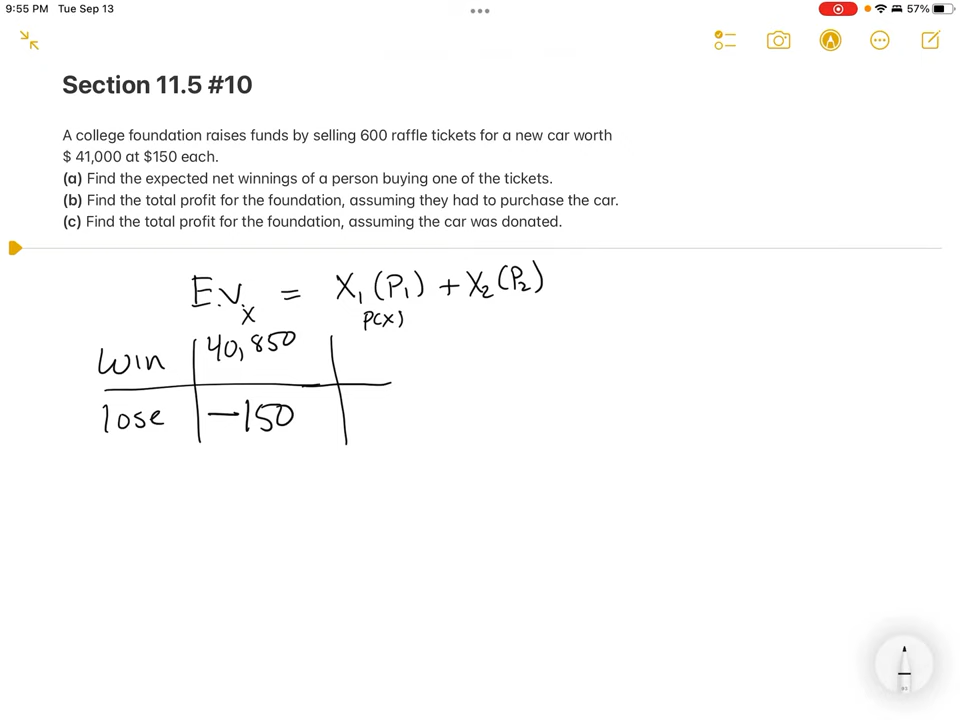 9:55 PM Tue Sep 13
57%
Section 11.5 #10
A college foundation raises funds by selling 600 raffle tickets for a new car worth
$ 41,000 at $150 each.
(a) Find the expected net winnings of a person buying one of the tickets.
(b) Find the total profit for the foundation, assuming they had to purchase the car.
(c) Find the total profit for the foundation, assuming the car was donated.
E.V. = X₁(P₁) + X₂(P₂)
X P(X)
Win 40,850
lose -150